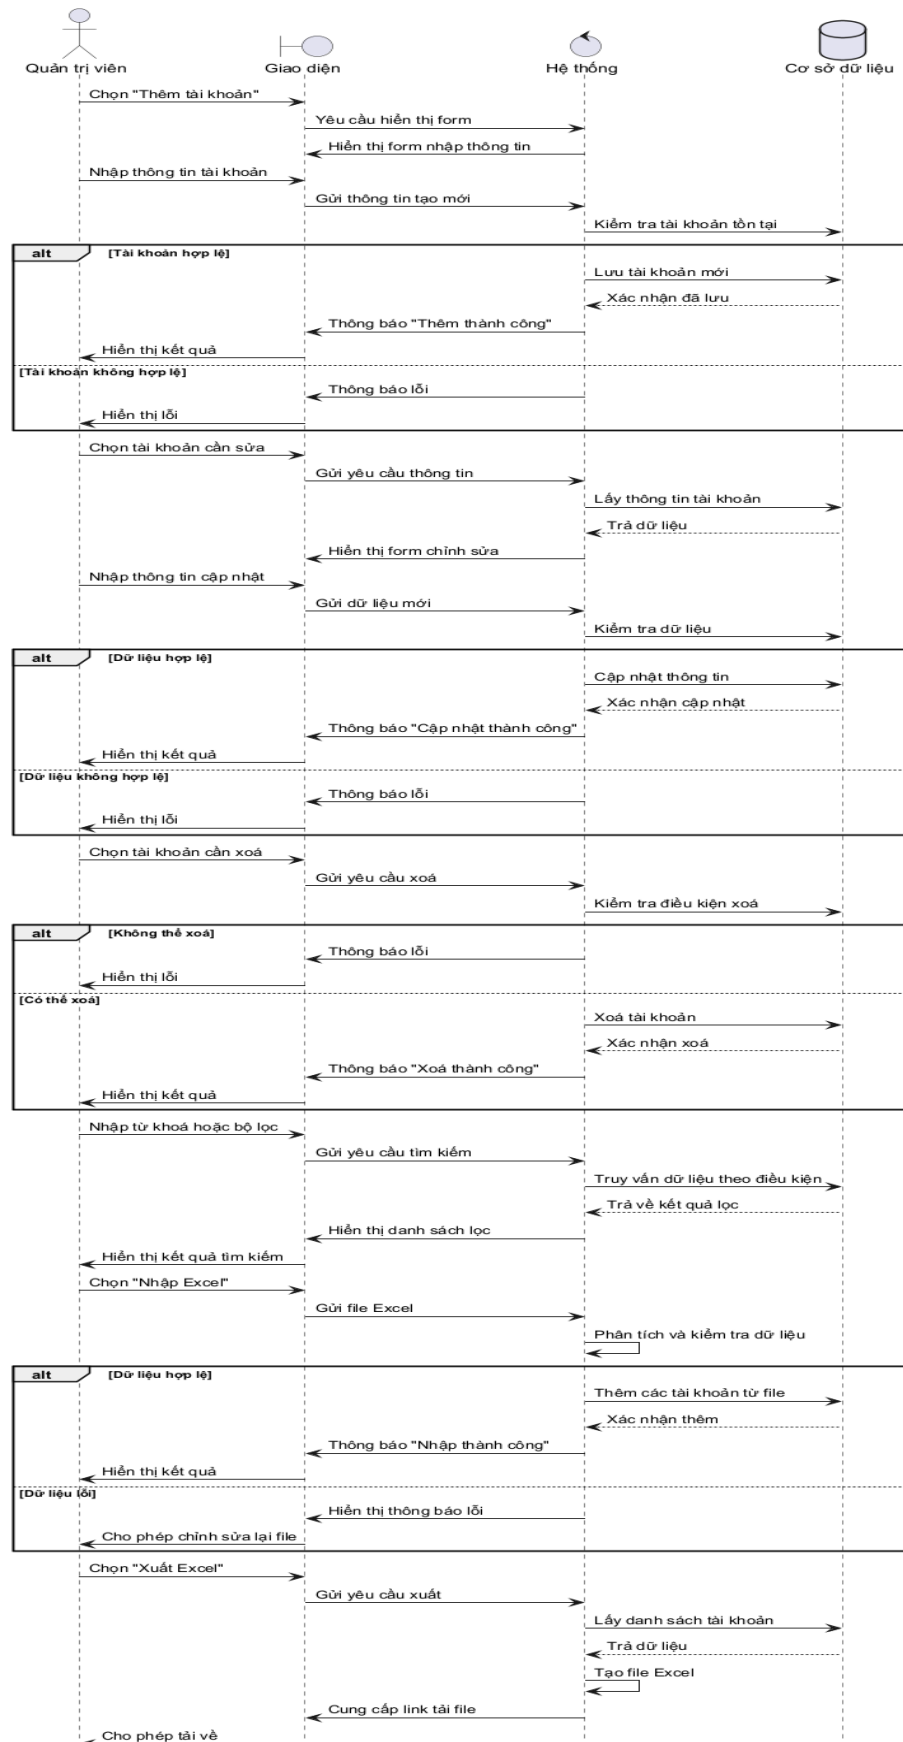 Quản trị viên
Giao diện
Hệ thống
Cơ sở dữ liệu
Chọn "Thêm tài khoản"
Yêu cầu hiển thị form
Hiển thị form nhập thông tin
Nhập thông tin tài khoản
Gửi thông tin tạo mới
Kiểm tra tài khoản tồn tại
alt [Tài khoản hợp lệ]
Lưu tài khoản mới
Xác nhận đã lưu
Thông báo "Thêm thành công"
Hiển thị kết quả
[Tài khoản không hợp lệ]
Thông báo lỗi
Hiển thị lỗi
Chọn tài khoản cần sửa
Gửi yêu cầu thông tin
Lấy thông tin tài khoản
Trả dữ liệu
Hiển thị form chỉnh sửa
Nhập thông tin cập nhật
Gửi dữ liệu mới
Kiểm tra dữ liệu
alt [Dữ liệu hợp lệ]
Cập nhật thông tin
Xác nhận cập nhật
Thông báo "Cập nhật thành công"
Hiển thị kết quả
[Dữ liệu không hợp lệ]
Thông báo lỗi
Hiển thị lỗi
Chọn tài khoản cần xoá
Gửi yêu cầu xoá
Kiểm tra điều kiện xoá
alt [Không thể xoá]
Thông báo lỗi
Hiển thị lỗi
[Có thể xoá]
Xoá tài khoản
Xác nhận xoá
Thông báo "Xoá thành công"
Hiển thị kết quả
Nhập từ khoá hoặc bộ lọc
Gửi yêu cầu tìm kiếm
Truy vấn dữ liệu theo điều kiện
Trả về kết quả lọc
Hiển thị danh sách lọc
Hiển thị kết quả tìm kiếm
Chọn "Nhập Excel"
Gửi file Excel
Phân tích và kiểm tra dữ liệu
alt [Dữ liệu hợp lệ]
Thêm các tài khoản từ file
Xác nhận thêm
Thông báo "Nhập thành công"
Hiển thị kết quả
[Dữ liệu lỗi]
Hiển thị thông báo lỗi
Cho phép chỉnh sửa lại file
Chọn "Xuất Excel"
Gửi yêu cầu xuất
Lấy danh sách tài khoản
Trả dữ liệu
Tạo file Excel
Cung cấp link tải file
Cho phép tải về